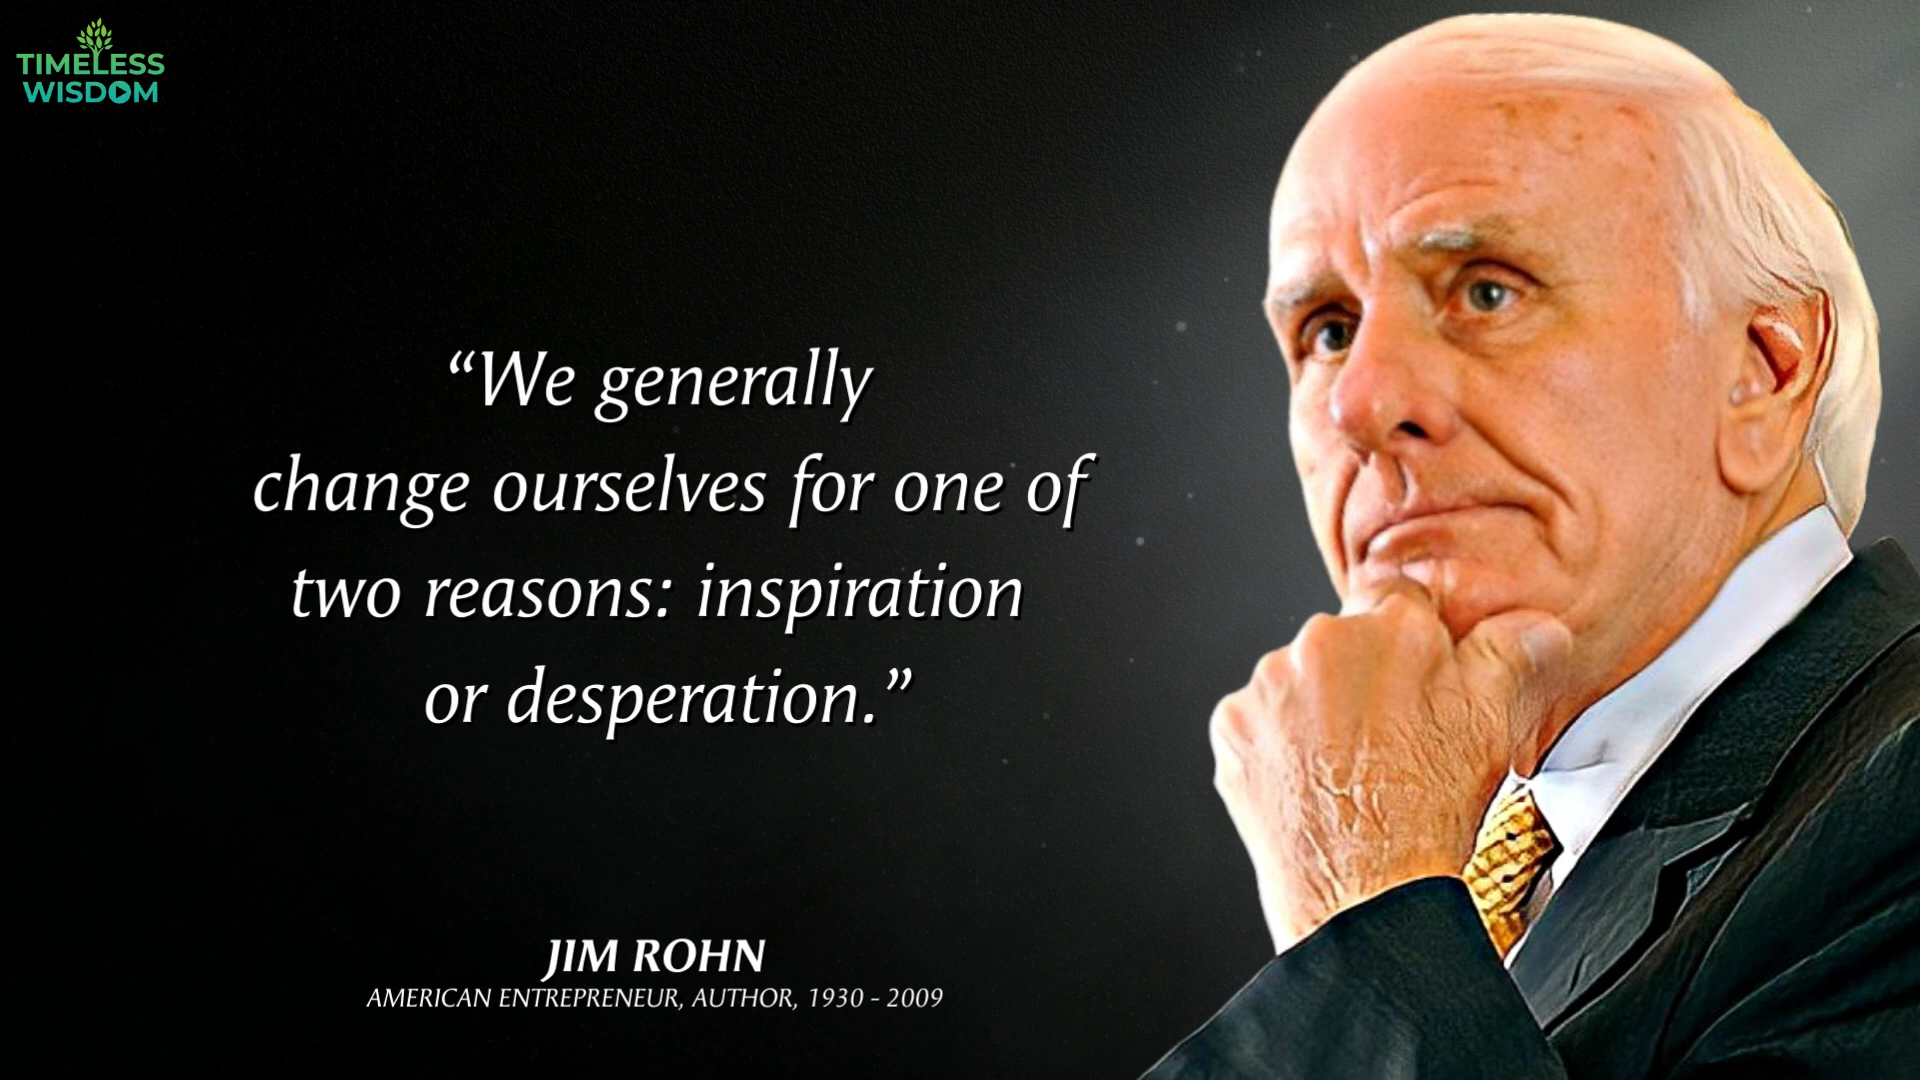 TIMELESS
WISDOM
“We generally
change ourselves for one of
two reasons: inspiration
or desperation.”
JIM ROHN
AMERICAN ENTREPRENEUR, AUTHOR, 1930 - 2009